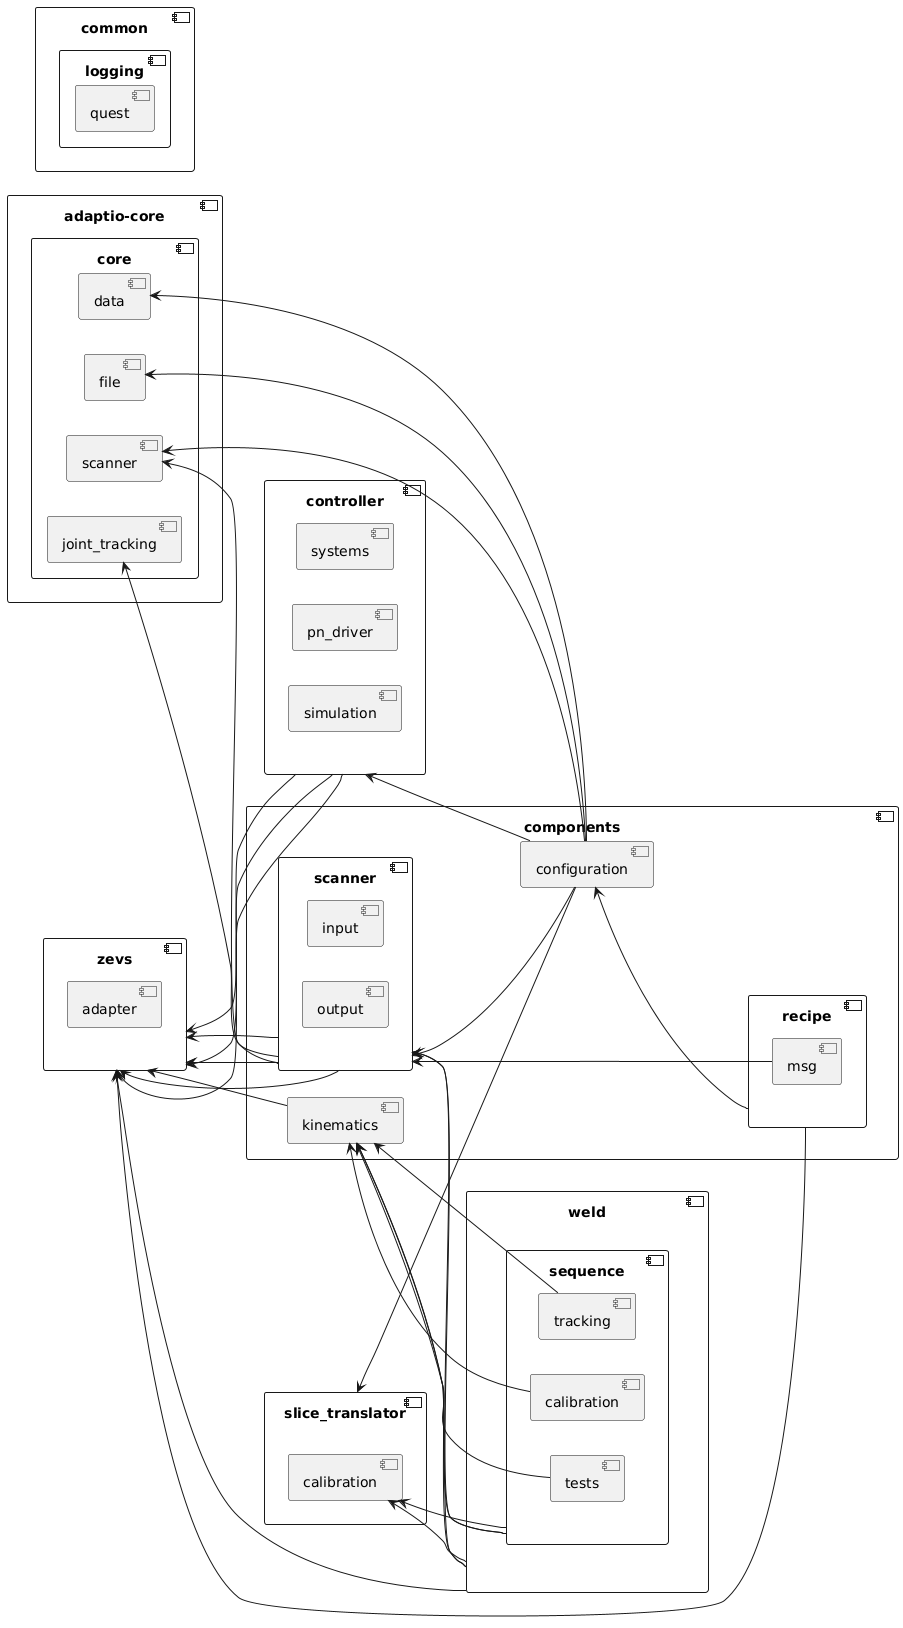 common
logging
quest
adaptio-core
core
data
file
scanner
joint_tracking
controller
systems
pn_driver
simulation
components
configuration
scanner
input
output
zevs
adapter
recipe
msg
kinematics
weld
sequence
tracking
calibration
tests
slice_translator
calibration